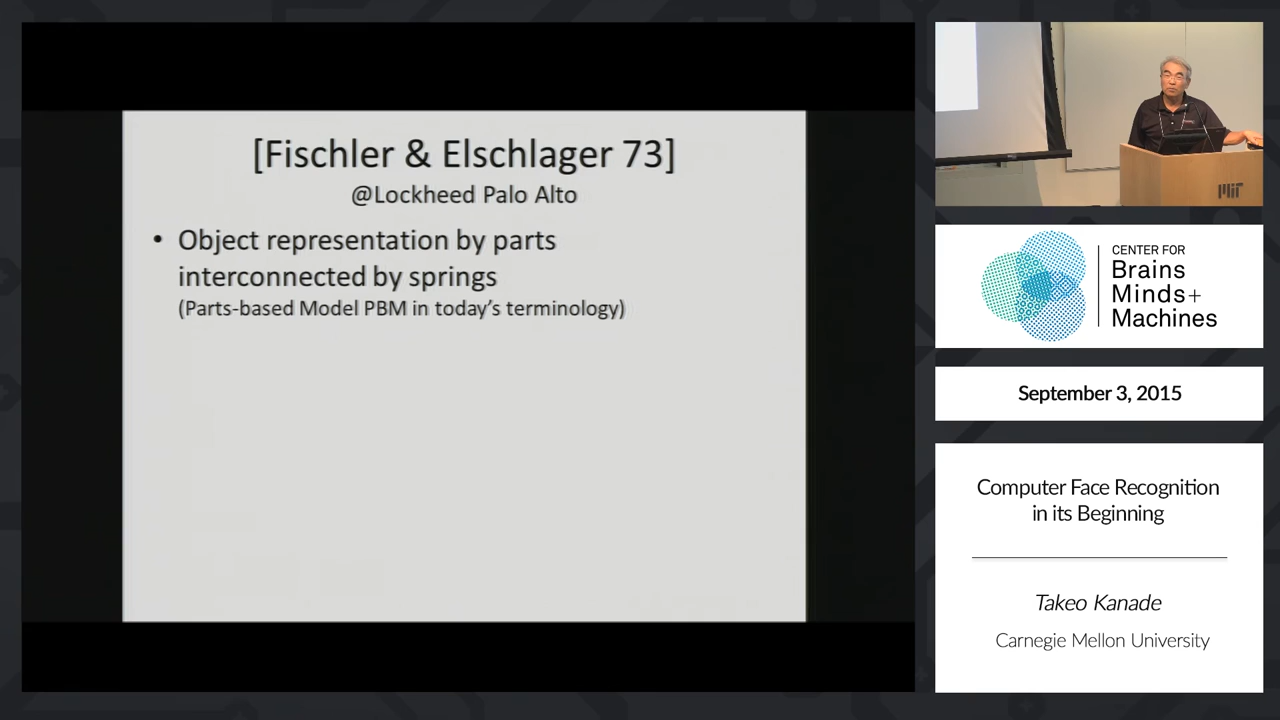 [Fischler & Elschlager 73]
@Lockheed Palo Alto
• Object representation by parts
interconnected by springs
(Parts-based Model PBM in today's terminology)
MIT
CENTER FOR
Brains
Minds+
Machines
September 3, 2015
Computer Face Recognition
in its Beginning
Takeo Kanade
Carnegie Mellon University